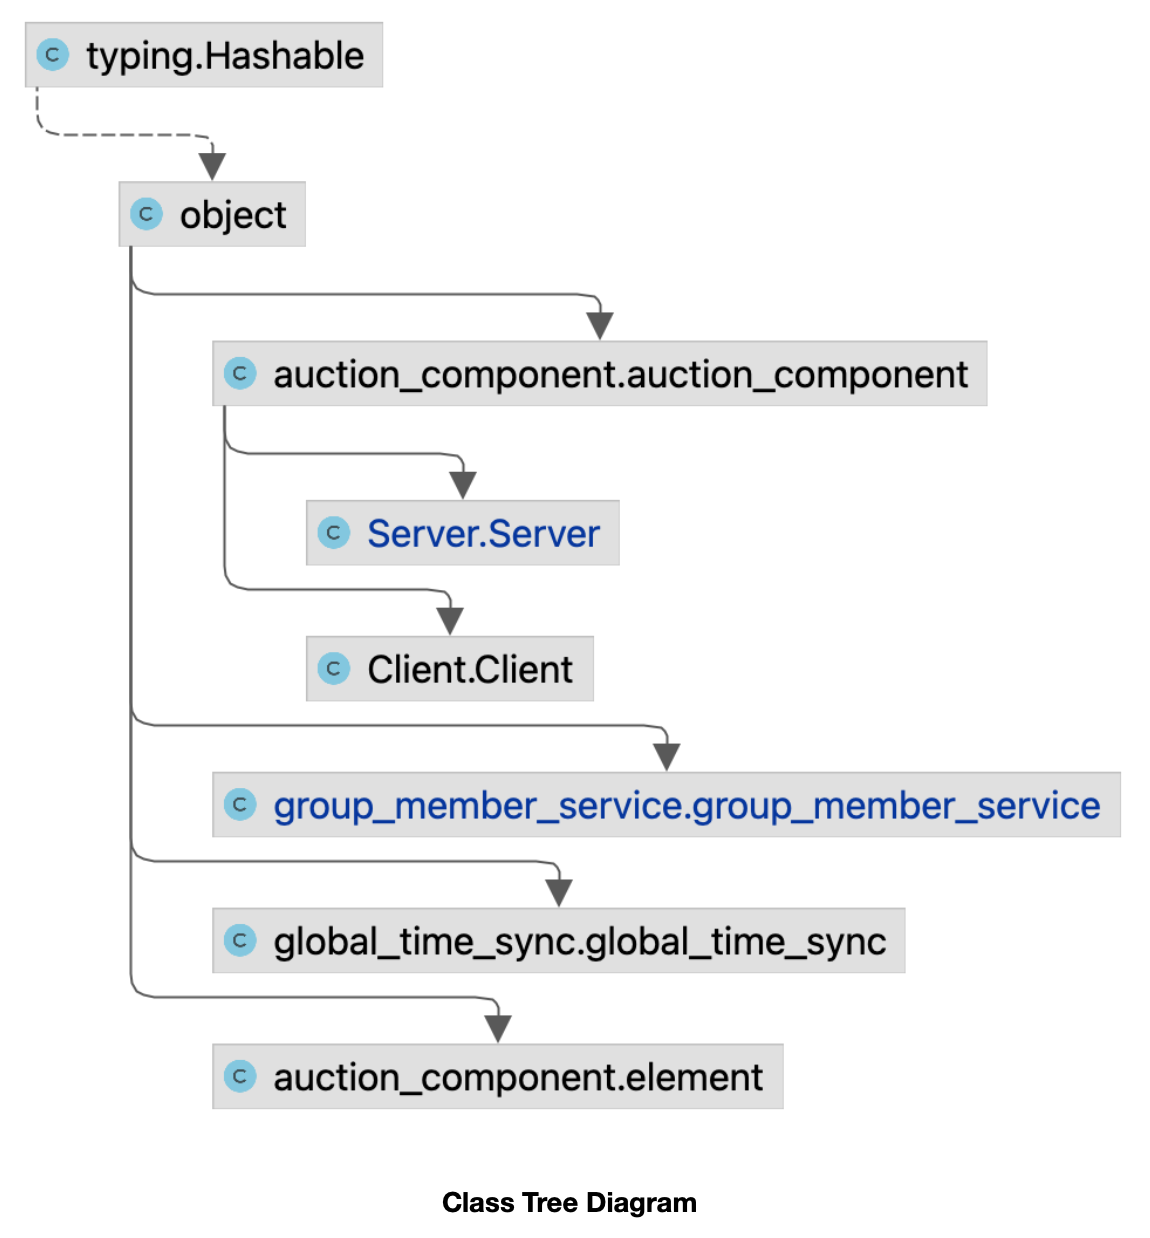 C typing.Hashable
C object
C auction_component.auction_component
C Server.Server
C Client.Client
C group_member_service.group_member_service
C global_time_sync.global_time_sync
C auction_component.element
Class Tree Diagram